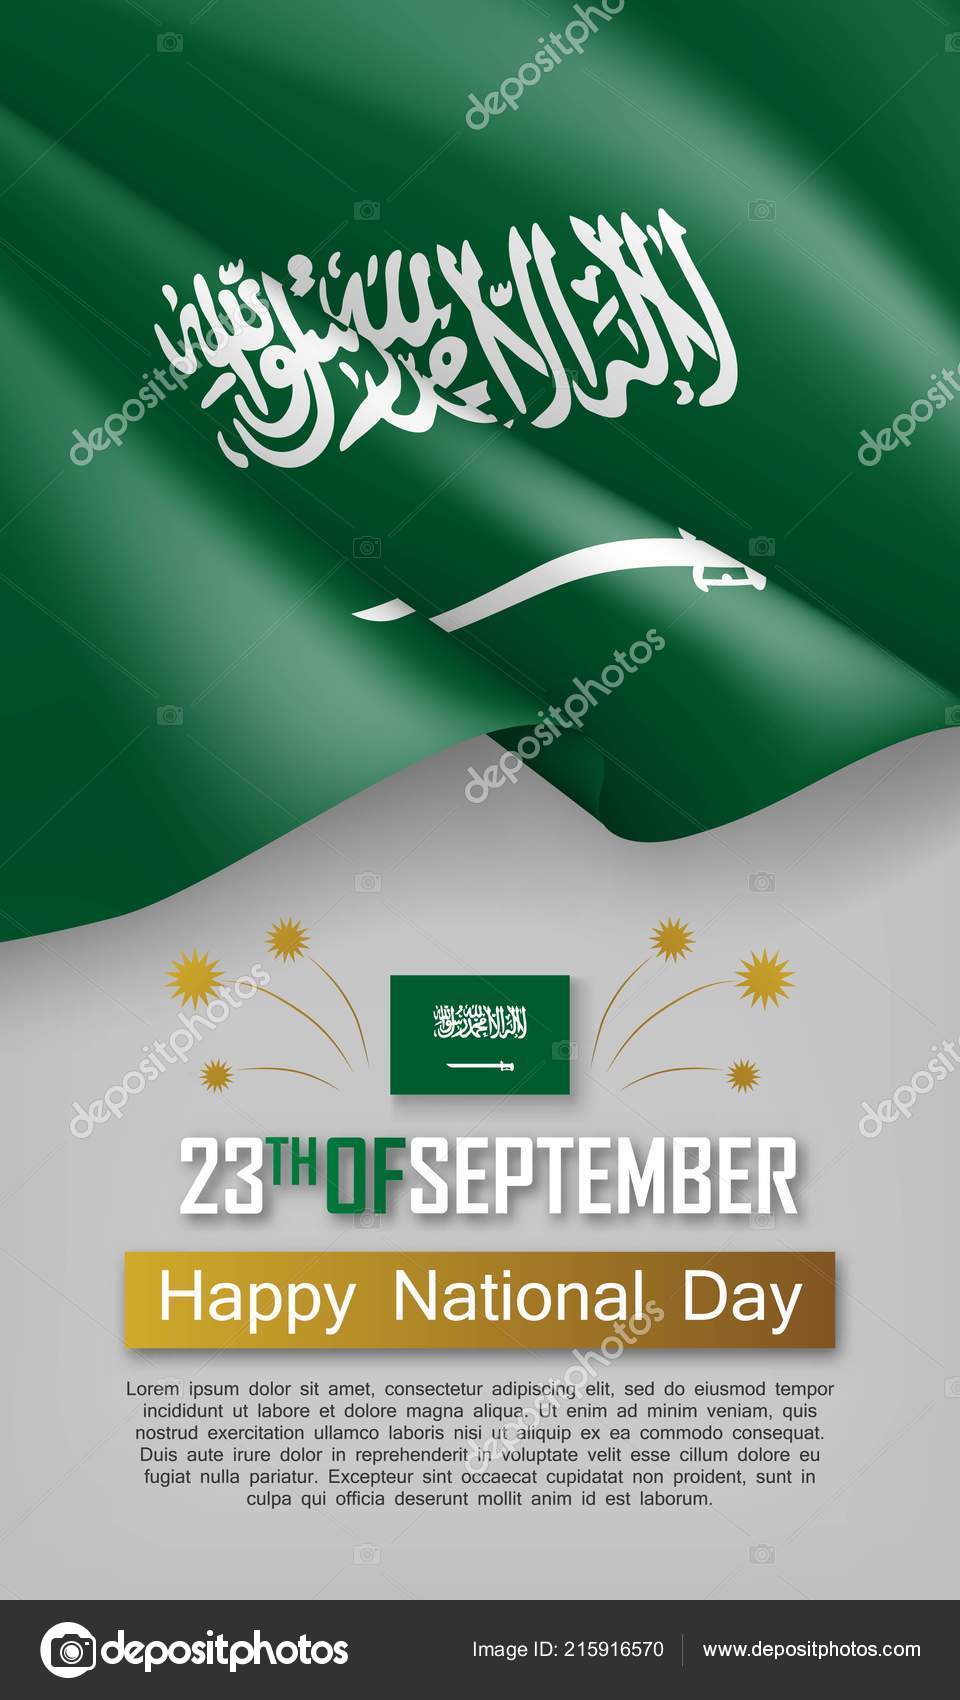 لا إله إلا الله محمد رسول الله
لا إله إلا الله محمد رسول الله
23TH OF SEPTEMBER
Happy National Day
Lorem ipsum dolor sit amet, consectetur adipiscing elit, sed do eiusmod tempor
incididunt ut labore et dolore magna aliqua. Ut enim ad minim veniam, quis
nostrud exercitation ullamco laboris nisi ut aliquip ex ea commodo consequat.
Duis aute irure dolor in reprehenderit in voluptate velit esse cillum dolore eu
fugiat nulla pariatur. Excepteur sint occaecat cupidatat non proident, sunt in
culpa qui officia deserunt mollit anim id est laborum.
depositphotos Image ID: 215916570 www.depositphotos.com